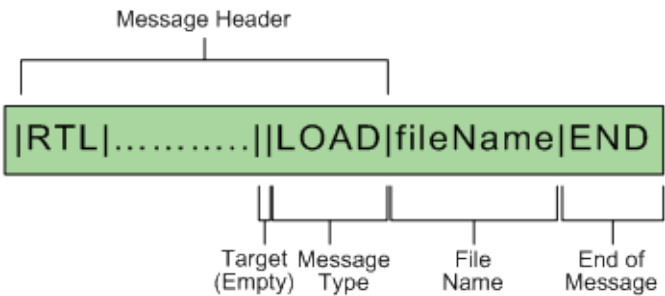 Message Header
|RTL|...........||LOAD|fileName|END
Target Message File End of
(Empty) Type Name Message